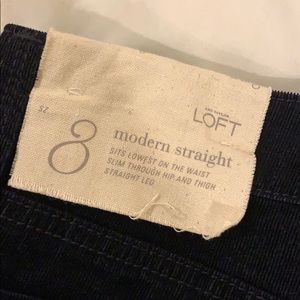 ANN TAYLOR
LOFT
SZ
8
modern straight
SITS LOWEST ON THE WAIST
SLIM THROUGH HIP AND THIGH
STRAIGHT LEG